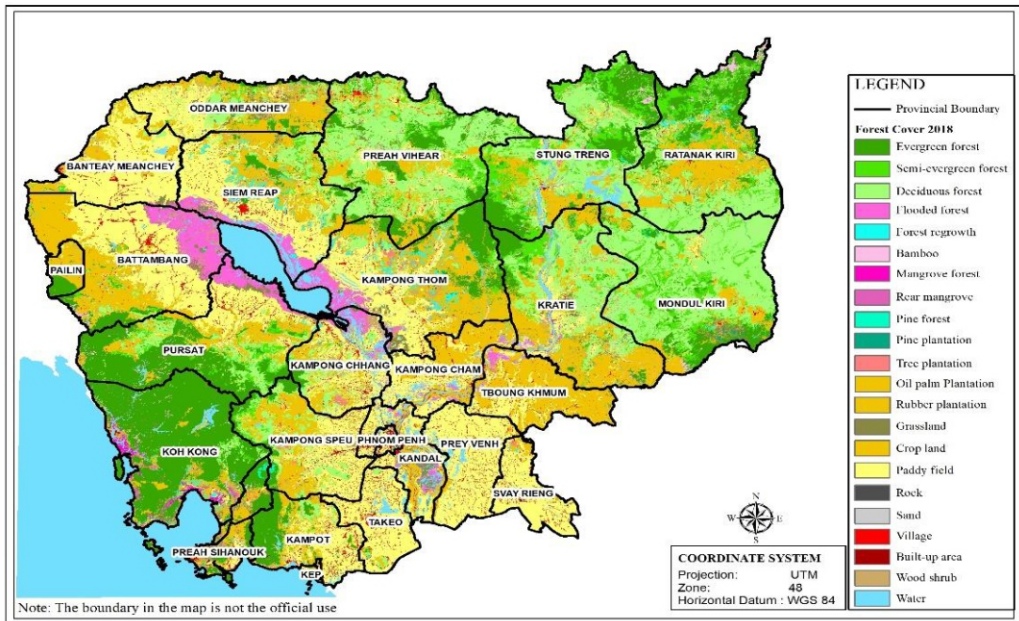 ODDAR MEANCHEY
PREAH VIHEAR
STUNG TRENG
RATANAK KIRI
BANTEAY MEANCHEY
SIEM REAP
BATTAMBANG
PAILIN
KAMPONG THOM
KRATIE
MONDUL KIRI
PURSAT
KAMPONG CHHANG
KAMPONG CHAM
TBOUNG KHMUM
KOH KONG
KAMPONG SPEU
PHNOM PENH
PREY VENH
KANDAL
SVAY RIENG
TAKEO
PREAH SIHANOUK
KAMPOT
KEP
LEGEND
Provincial Boundary
Forest Cover 2018
Evergreen forest
Semi-evergreen forest
Deciduous forest
Flooded forest
Forest regrowth
Bamboo
Mangrove forest
Rear mangrove
Pine forest
Pine plantation
Tree plantation
Oil palm Plantation
Rubber plantation
Grassland
Crop land
Paddy field
Rock
Sand
Village
Built-up area
Wood shrub
Water
N
W E
S
COORDINATE SYSTEM
Projection: UTM
Zone: 48
Horizontal Datum : WGS 84
Note: The boundary in the map is not the official use